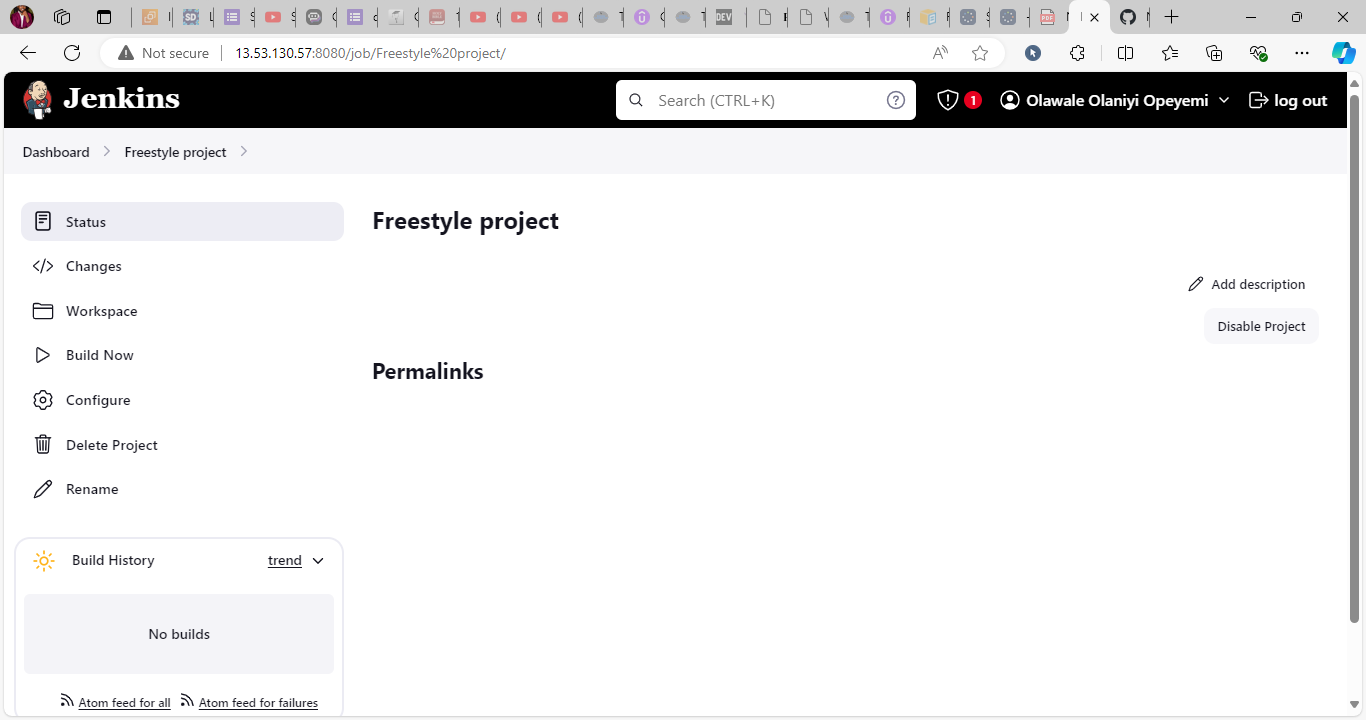 Not secure
13.53.130.57:8080/job/Freestyle%20project/
Jenkins
Search (CTRL+K)
1
Olawale Olaniyi Opeyemi
log out
Dashboard
Freestyle project
Status
Changes
Workspace
Build Now
Configure
Delete Project
Rename
Freestyle project
Add description
Disable Project
Permalinks
Build History
trend
No builds
Atom feed for all
Atom feed for failures